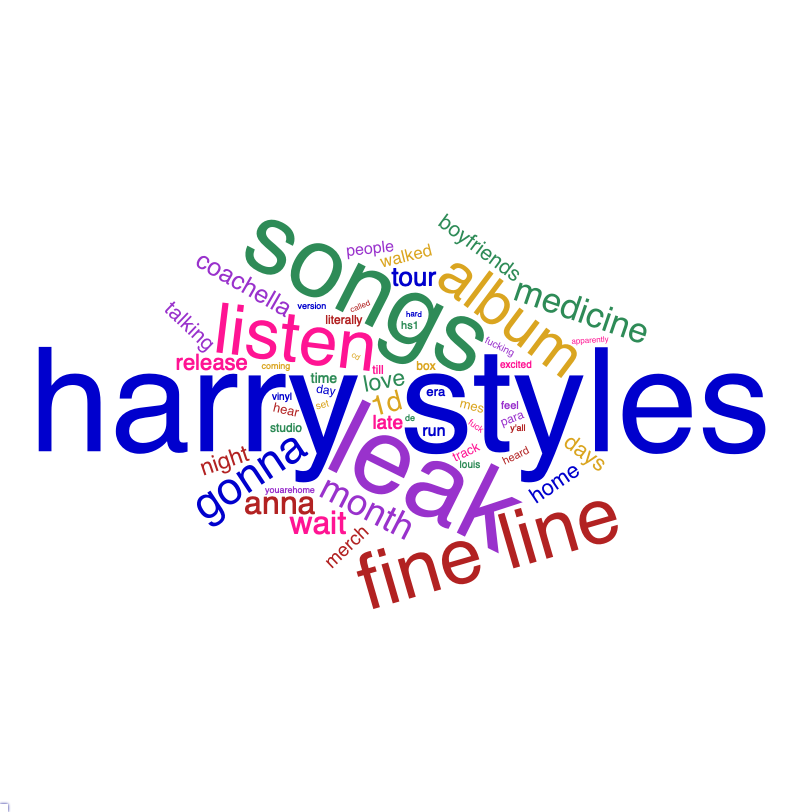 boyfriends
songs
people
walked
coachella
tour
album
medicine
talking
version
called
hard
listen
literally
hs1
fucking
apparently
release
cd
coming
till
box
excited
time
love
harry styles
day
vinyl
era
1d
set
hear
mes
feel
late
para
studio
de
run
fuck
y'all
leak
gonna
night
days
track
heard
louis
home
youarehome
anna
month
wait
fine line
merch